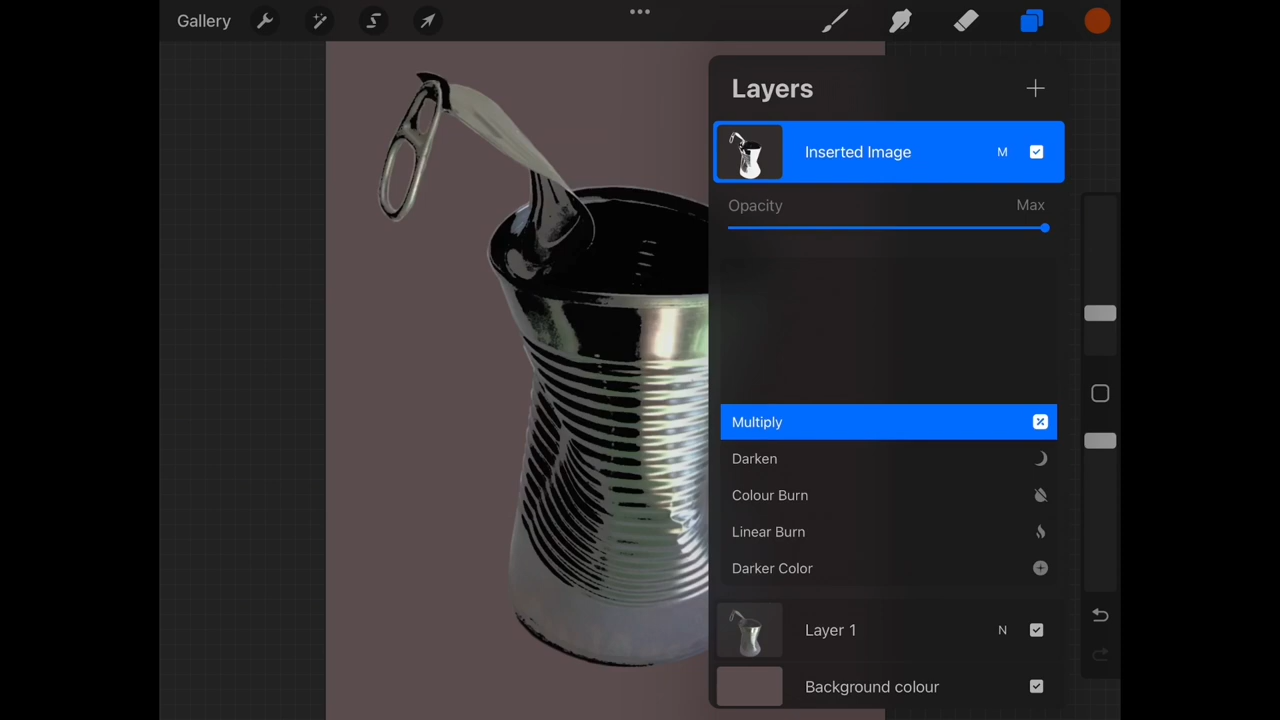 Gallery
Layers
Inserted Image M
Opacity Max
Multiply
Darken
Colour Burn
Linear Burn
Darker Color
Layer 1 N
Background colour